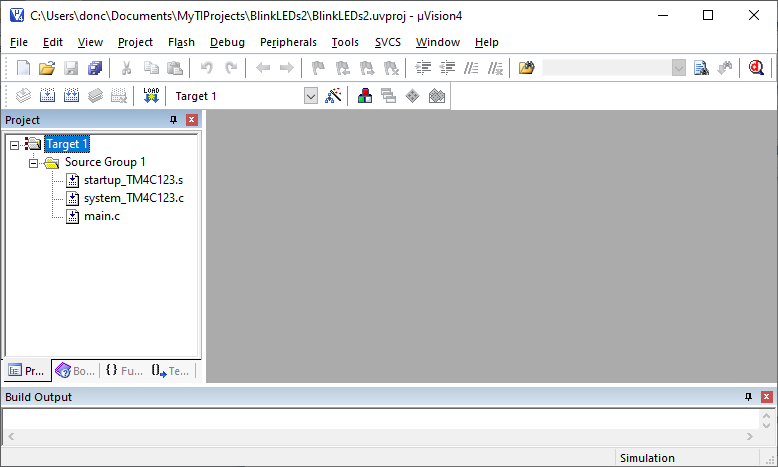 C:\Users\donc\Documents\MyTIProjects\BlinkLEDs2\BlinkLEDs2.uvproj - µVision4
File Edit View Project Flash Debug Peripherals Tools SVCS Window Help
LOAD Target 1
Project
Target 1
Source Group 1
startup_TM4C123.s
system_TM4C123.c
main.c
Pr... Bo... {} Fu... {} Te...
Build Output
Simulation